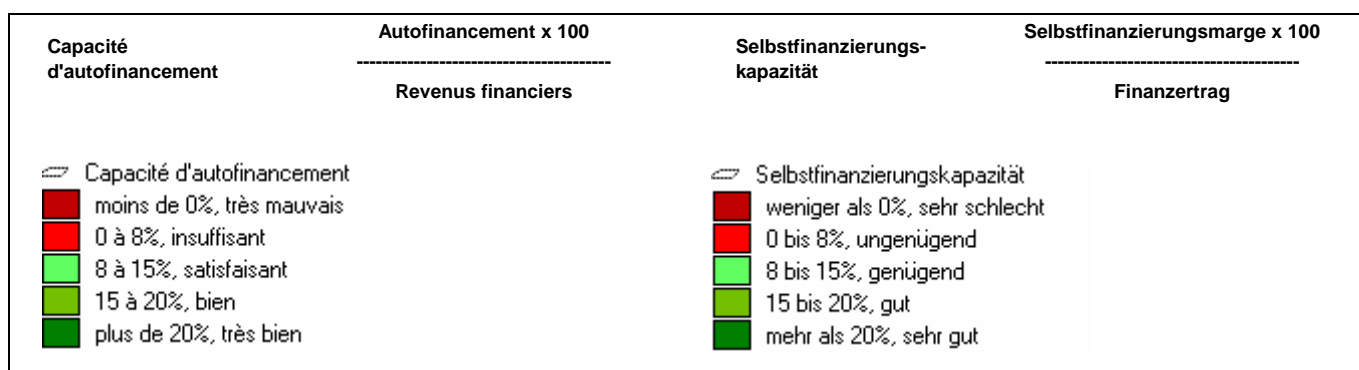 Capacité
d'autofinancement
Autofinancement x 100
----------------------------------------
Revenus financiers
Selbstfinanzierungs-
kapazität
Selbstfinanzierungsmarge x 100
----------------------------------------
Finanzertrag
Capacité d'autofinancement
moins de 0%, très mauvais
0 à 8%, insuffisant
8 à 15%, satisfaisant
15 à 20%, bien
plus de 20%, très bien
Selbstfinanzierungskapazität
weniger als 0%, sehr schlecht
0 bis 8%, ungenügend
8 bis 15%, genügend
15 bis 20%, gut
mehr als 20%, sehr gut